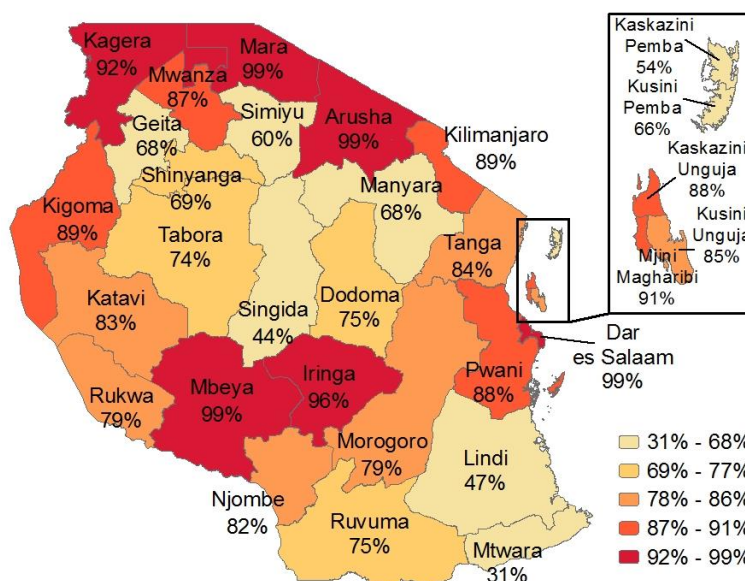 Kagera
92%
Mara
99%
Mwanza
87%
Geita
68%
Simiyu
60%
Arusha
99%
Kilimanjaro
89%
Shinyanga
69%
Manyara
68%
Kigoma
89%
Tabora
74%
Tanga
84%
Katavi
83%
Singida
44%
Dodoma
75%
Rukwa
79%
Mbeya
99%
Iringa
96%
Pwani
88%
Dar
es Salaam
99%
Morogoro
79%
Njombe
82%
Lindi
47%
Ruvuma
75%
Mtwara
31%
Kaskazini
Pemba
54%
Kusini
Pemba
66%
Kaskazini
Unguja
88%
Kusini
Unguja
85%
Mjini
Magharibi
91%
31% - 68%
69% - 77%
78% - 86%
87% - 91%
92% - 99%